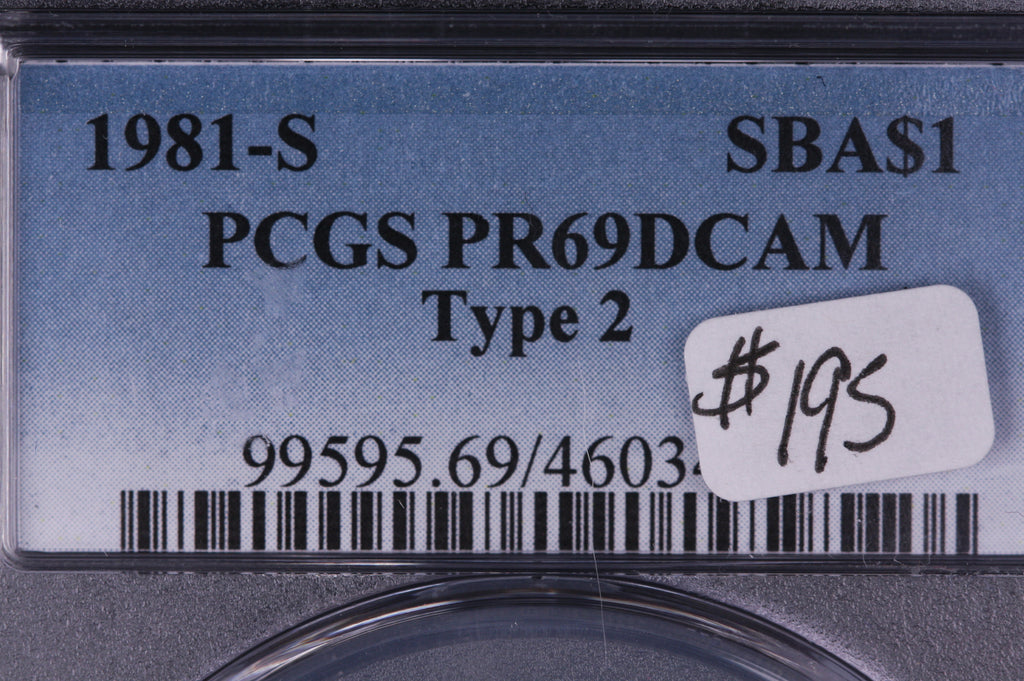 1981-S SBA$1
PCGS PR69DCAM
Type 2
$195
99595.69/4603